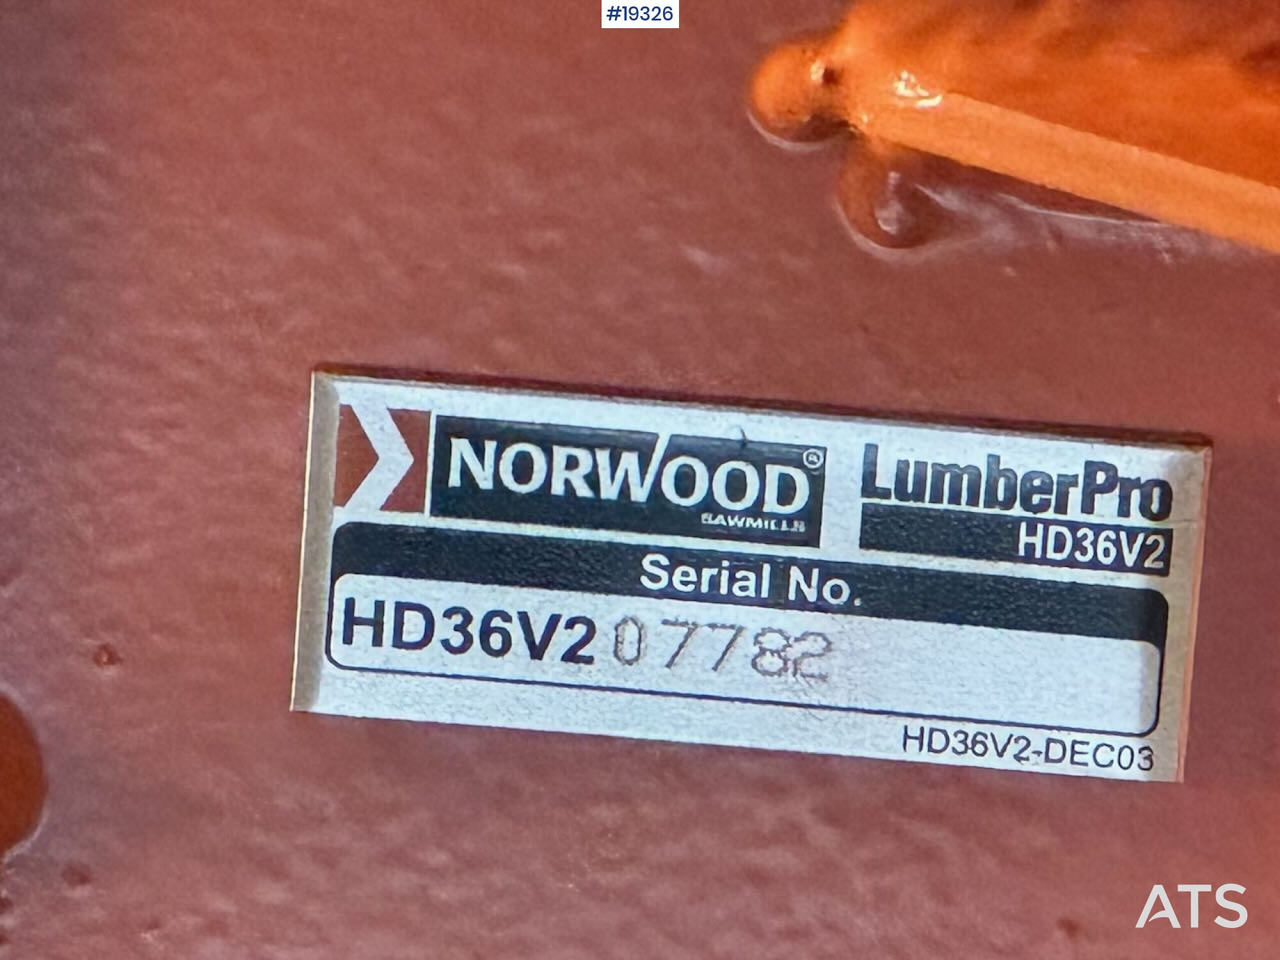 #19326
NORWOOD®
SAWMILLS
LumberPro
HD36V2
Serial No.
HD36V2 07782
HD36V2-DEC03
ATS